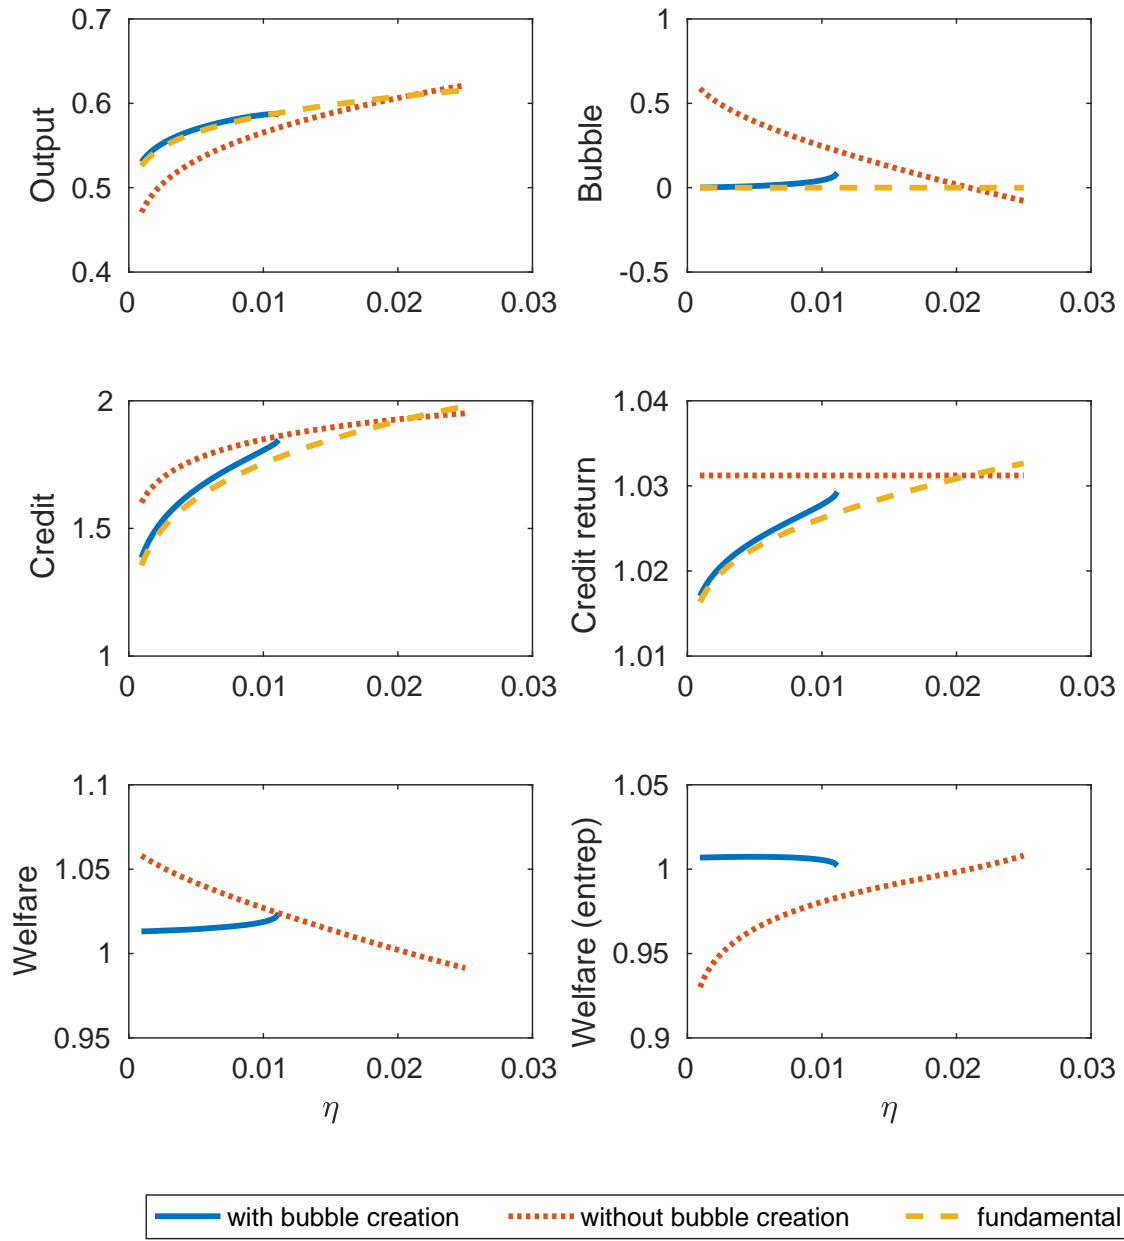 0.7
0.6
0.5
0.4
Output
0 0.01 0.02 0.03
1
0.5
0
-0.5
Bubble
0 0.01 0.02 0.03
2
1.5
1
Credit
0 0.01 0.02 0.03
1.04
1.03
1.02
1.01
Credit return
0 0.01 0.02 0.03
1.1
1.05
1
0.95
Welfare
0 0.01 0.02 0.03
η
1.05
1
0.95
0.9
Welfare (entrep)
0 0.01 0.02 0.03
η
with bubble creation without bubble creation fundamental